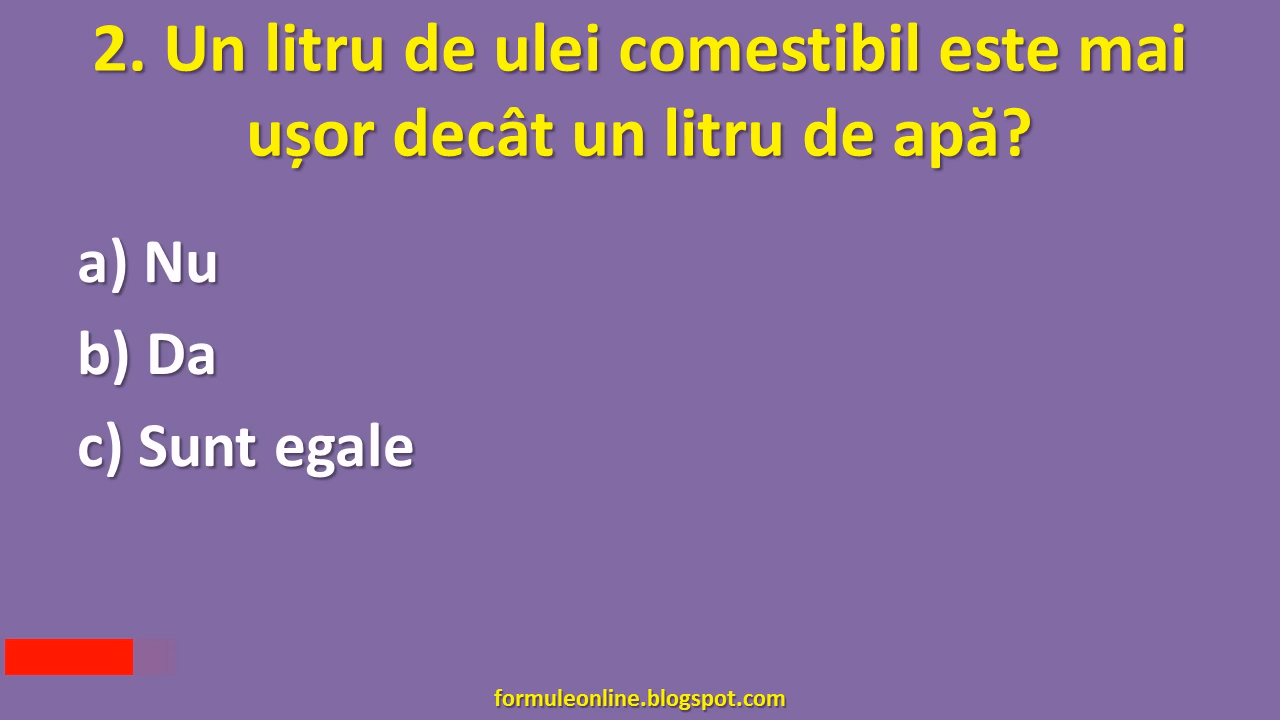 2. Un litru de ulei comestibil este mai
ușor decât un litru de apă?
a) Nu
b) Da
c) Sunt egale
formuleonline.blogspot.com